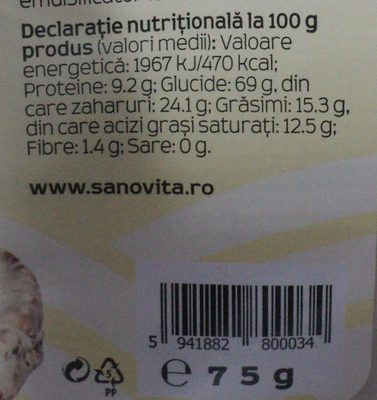 Declarație nutrițională la 100 g
produs (valori medii): Valoare
energetică: 1967 kJ/470 kcal;
Proteine: 9.2 g; Glucide: 69 g, din
care zaharuri: 24.1 g; Grăsimi: 15.3 g,
din care acizi grași saturați: 12.5 g;
Fibre: 1.4 g; Sare: 0 g.
www.sanovita.ro
5 941882 800034
5 ℮ 75g
PP